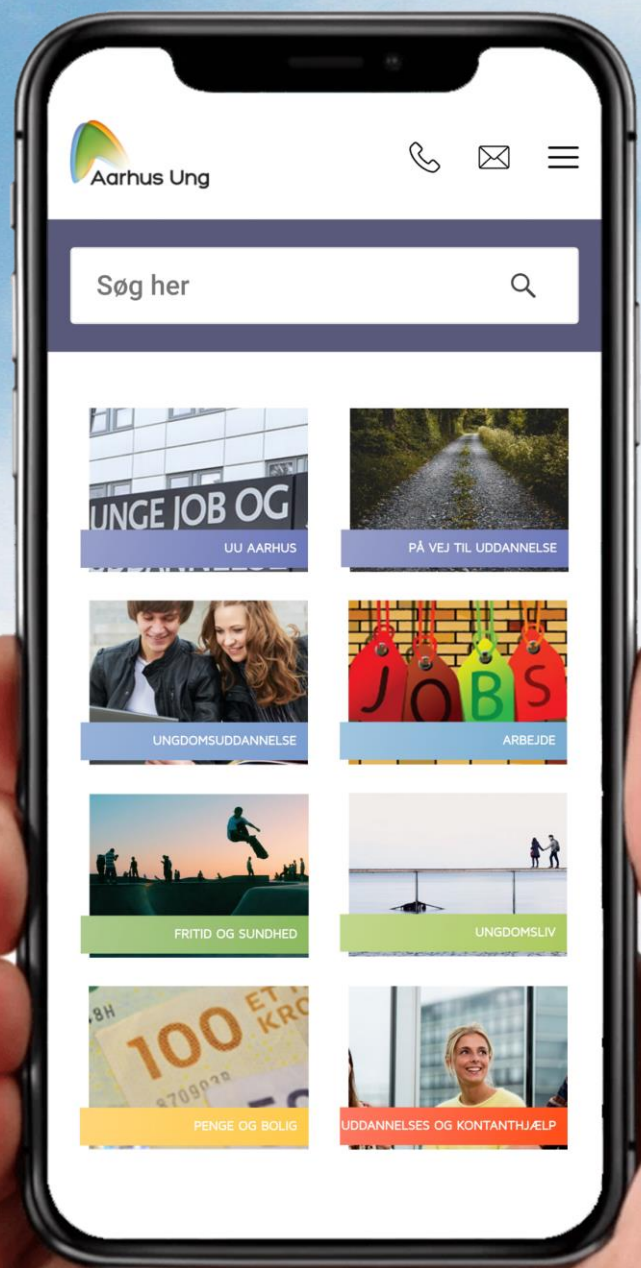 Aarhus Ung
Søg her
UNGE JOB OG
UDDANNELSE
UU AARHUS
PÅ VEJ TIL UDDANNELSE
UNGDOMSUDDANNELSE
JOBS
ARBEJDE
FRITID OG SUNDHED
UNGDOMSLIV
100
PENGE OG BOLIG
UDDANNELSES OG KONTANTHJÆLP